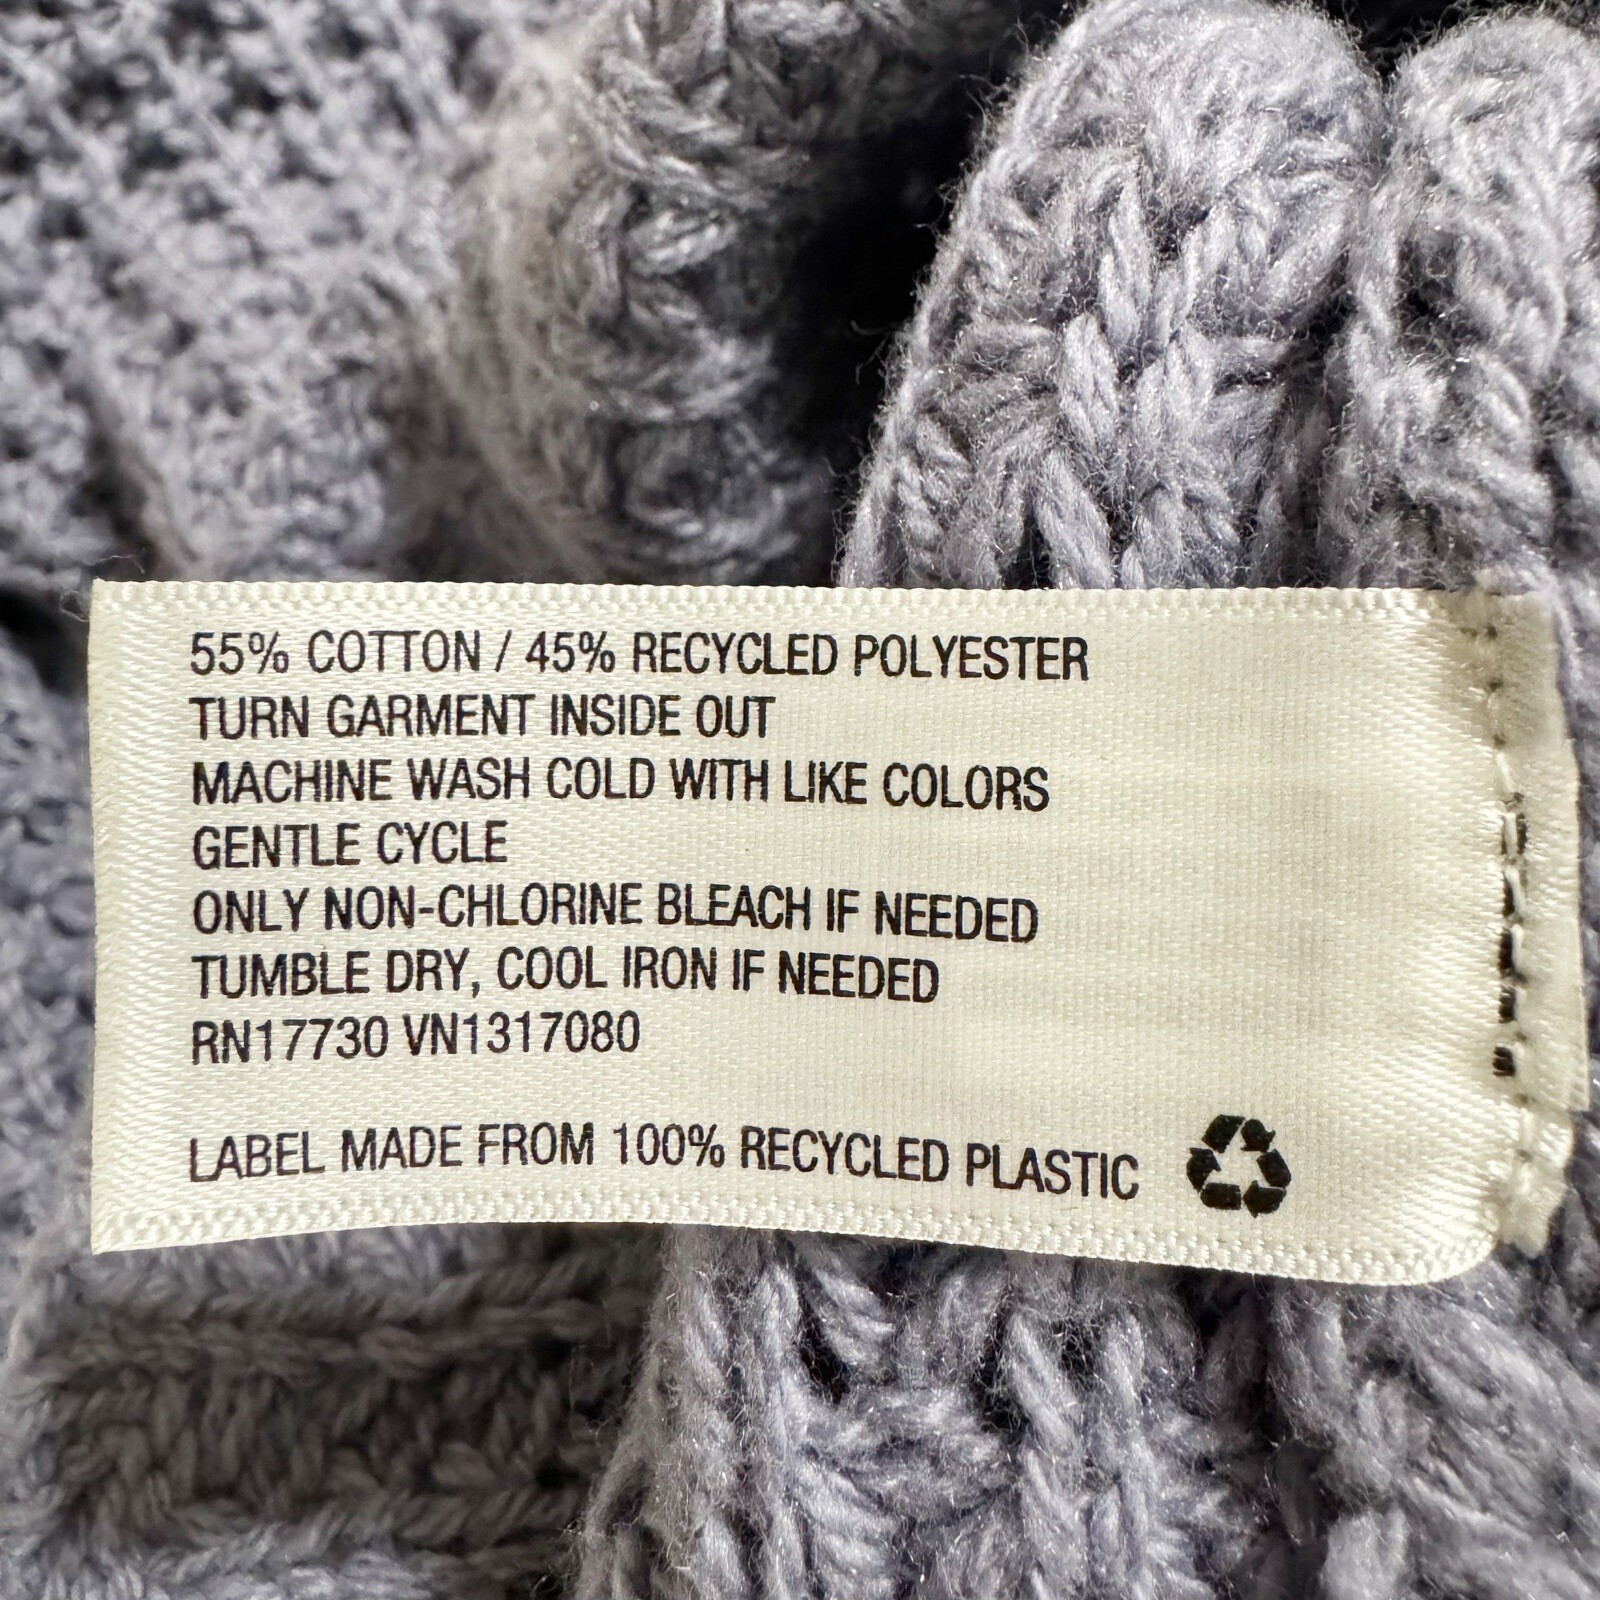 55% COTTON / 45% RECYCLED POLYESTER
TURN GARMENT INSIDE OUT
MACHINE WASH COLD WITH LIKE COLORS
GENTLE CYCLE
ONLY NON-CHLORINE BLEACH IF NEEDED
TUMBLE DRY, COOL IRON IF NEEDED
RN17730 VN1317080
LABEL MADE FROM 100% RECYCLED PLASTIC